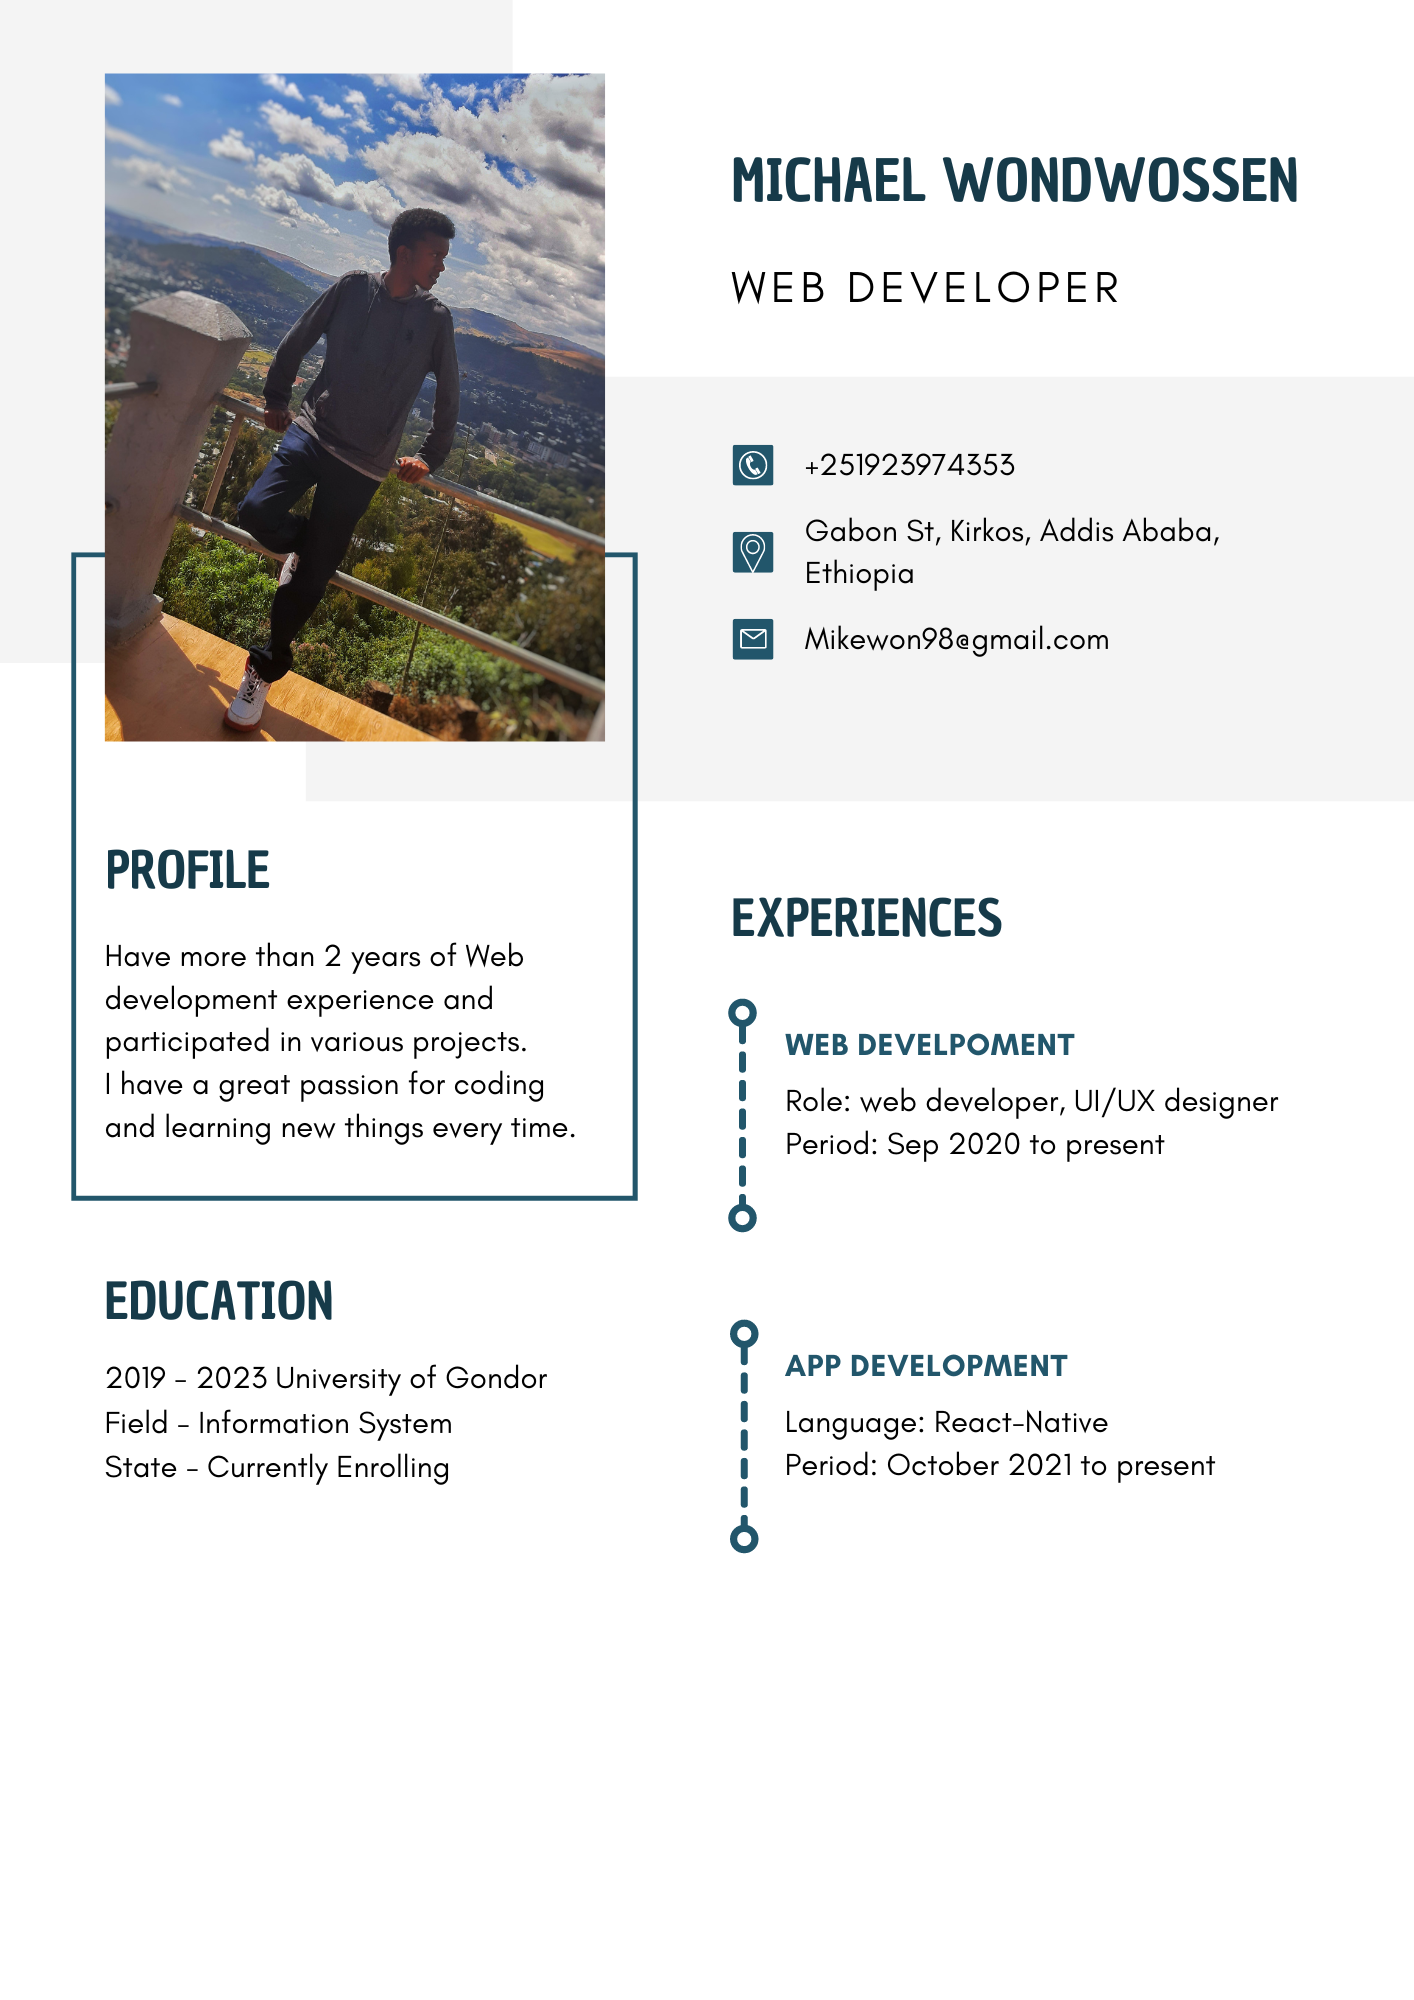 MICHAEL WONDWOSSEN
WEB DEVELOPER
+251923974353
Gabon St, Kirkos, Addis Ababa,
Ethiopia
Mikewon98@gmail.com
PROFILE
Have more than 2 years of Web
development experience and
participated in various projects.
I have a great passion for coding
and learning new things every time.
EDUCATION
2019 - 2023 University of Gondor
Field - Information System
State - Currently Enrolling
EXPERIENCES
WEB DEVELPOMENT
Role: web developer, UI/UX designer
Period: Sep 2020 to present
APP DEVELOPMENT
Language: React-Native
Period: October 2021 to present